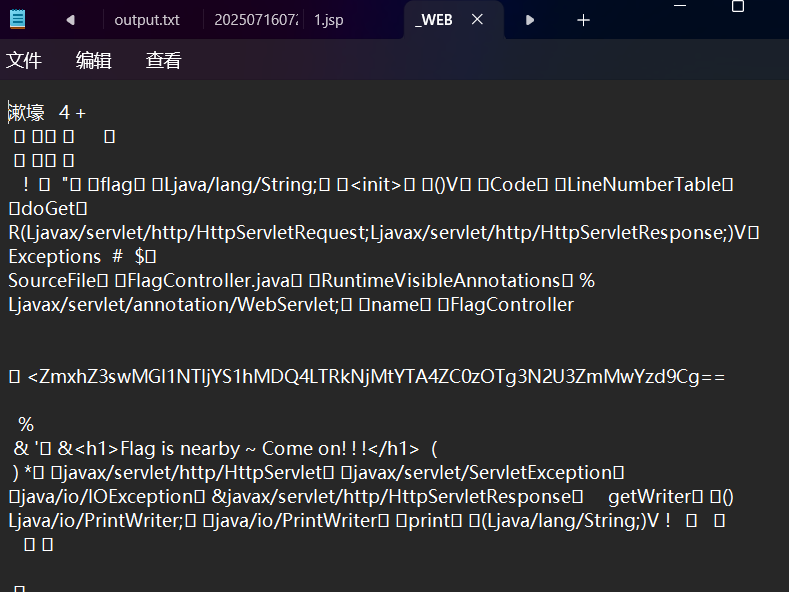 output.txt 2025071607 1.jsp _WEB
文件 编辑 查看
漱壕 4 +
! "flag Ljava/lang/String; <init> ()V Code LineNumberTable
doGet
R(Ljavax/servlet/http/HttpServletRequest;Ljavax/servlet/http/HttpServletResponse;)V
Exceptions # $
SourceFile FlagController.java RuntimeVisibleAnnotations %
Ljavax/servlet/annotation/WebServlet; name FlagController
<ZmxhZ3swMGI1NTljYS1hMDQ4LTRkNjMtYTA4ZC0zOTg3N2U3ZmMwYzd9Cg==
%
& ' &<h1>Flag is nearby ~ Come on!!!</h1> (
) * javax/servlet/http/HttpServlet javax/servlet/ServletException
java/io/IOException &javax/servlet/http/HttpServletResponse getWriter ()
Ljava/io/PrintWriter; java/io/PrintWriter print (Ljava/lang/String;)V !